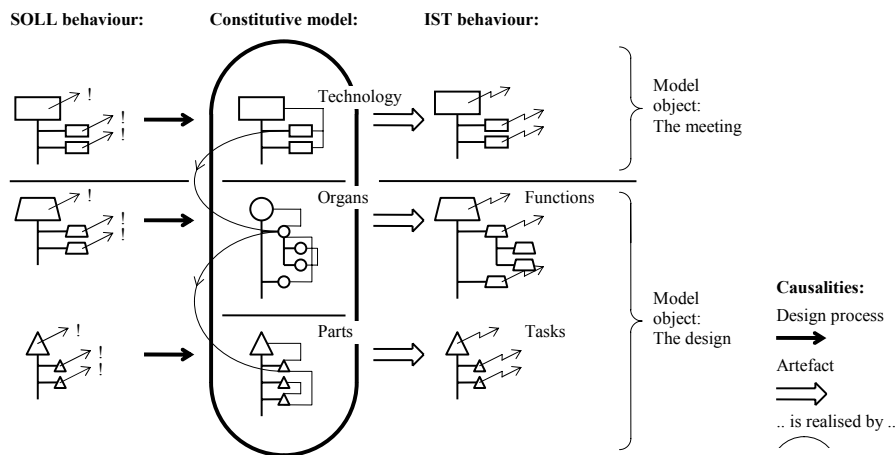 SOLL behaviour:
Constitutive model:
IST behaviour:
!
!
!
Technology
Model
object:
The meeting
!
!
!
Organs
Functions
Model
object:
The design
!
!
!
Parts
Tasks
Causalities:
Design process
Artefact
.. is realised by ..